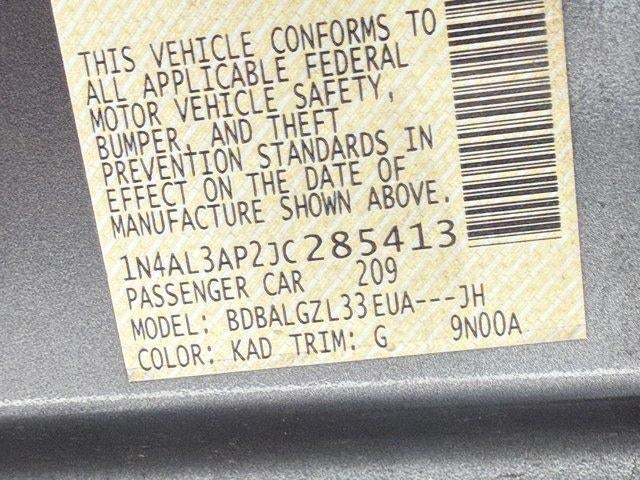 THIS VEHICLE CONFORMS TO
ALL APPLICABLE FEDERAL
MOTOR VEHICLE SAFETY,
BUMPER, AND THEFT
PREVENTION STANDARDS IN
EFFECT ON THE DATE OF
MANUFACTURE SHOWN ABOVE.
1N4AL3AP2JC285413
PASSENGER CAR 209
MODEL: BDBALGZL33EUA---JH
COLOR: KAD TRIM: G 9N00A